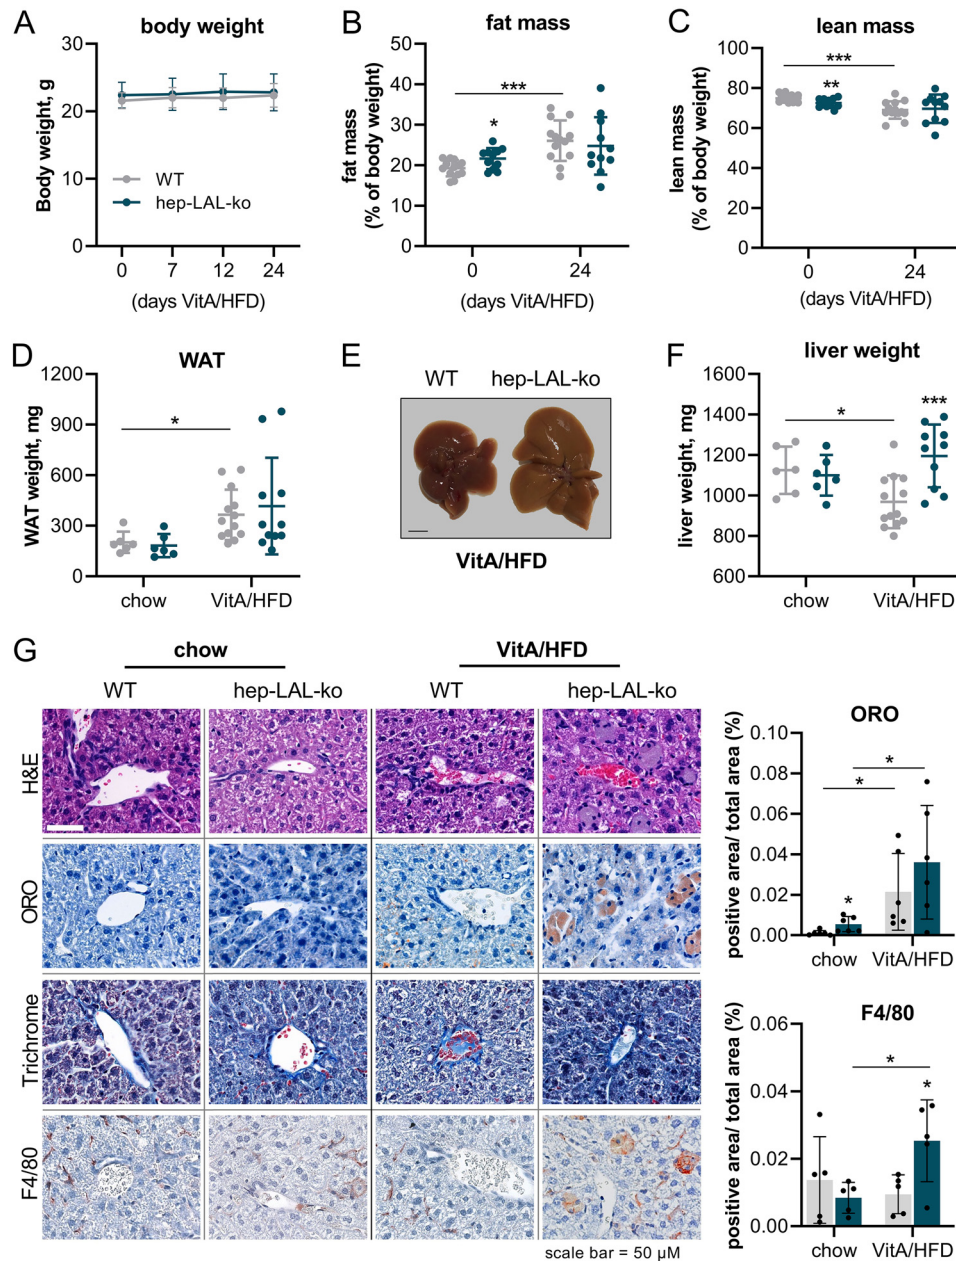 A
body weight
30
20
10
0
Body weight, g
WT
hep-LAL-ko
0 7 12 24
(days VitA/HFD)
B
fat mass
50
40
30
20
10
0
fat mass
(% of body weight)
***
*
0 24
(days VitA/HFD)
C
lean mass
100
80
60
40
20
0
lean mass
(% of body weight)
***
**
0 24
(days VitA/HFD)
D
WAT
1200
900
600
300
0
WAT weight, mg
*
chow VitA/HFD
E
WT hep-LAL-ko
VitA/HFD
F
liver weight
1600
1400
1200
1000
800
600
liver weight, mg
*
***
chow VitA/HFD
G
chow VitA/HFD
WT hep-LAL-ko WT hep-LAL-ko
H&E
ORO
Trichrome
F4/80
scale bar = 50 µM
ORO
0.10
0.08
0.06
0.04
0.02
0.00
positive area/ total area (%)
*
*
*
chow VitA/HFD
F4/80
0.06
0.04
0.02
0.00
positive area/ total area (%)
*
*
chow VitA/HFD